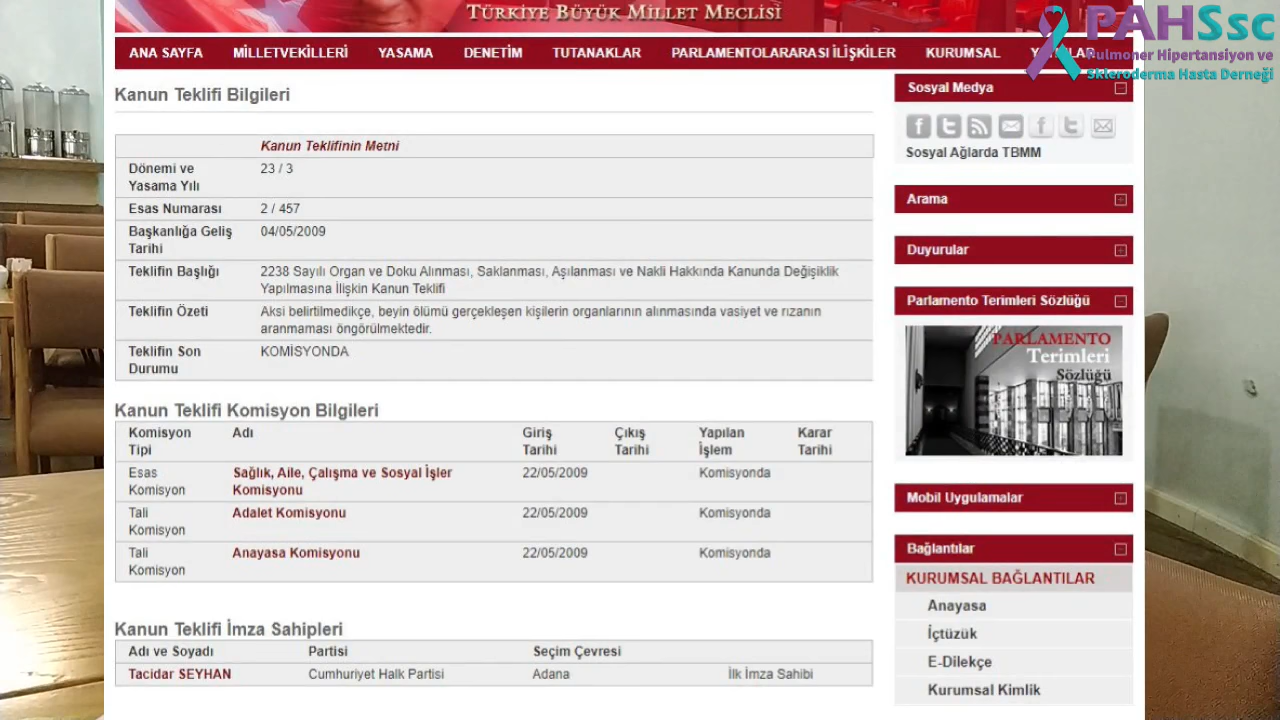 TÜRKİYE BÜYÜK MİLLET MECLİSİ
PAHSsc
Pulmoner Hipertansiyon ve
Skleroderma Hasta Derneği
ANA SAYFA MİLLETVEKİLLERİ YASAMA DENETİM TUTANAKLAR PARLAMENTOLARARASI İLİŞKİLER KURUMSAL
Kanun Teklifi Bilgileri
Kanun Teklifinin Metni
Dönemi ve
Yasama Yılı
23 / 3
Esas Numarası 2 / 457
Başkanlığa Geliş
Tarihi
04/05/2009
Teklifin Başlığı
2238 Sayılı Organ ve Doku Alınması, Saklanması, Aşılanması ve Nakli Hakkında Kanunda Değişiklik
Yapılmasına İlişkin Kanun Teklifi
Teklifin Özeti
Aksi belirtilmedikçe, beyin ölümü gerçekleşen kişilerin organlarının alınmasında vasiyet ve rızanın
aranmaması öngörülmektedir.
Teklifin Son
Durumu
KOMİSYONDA
Kanun Teklifi Komisyon Bilgileri
Komisyon
Tipi
Adı
Giriş
Tarihi
Çıkış
Tarihi
Yapılan
İşlem
Karar
Tarihi
Esas
Komisyon
Sağlık, Aile, Çalışma ve Sosyal İşler
Komisyonu
22/05/2009 Komisyonda
Tali
Komisyon
Adalet Komisyonu 22/05/2009 Komisyonda
Tali
Komisyon
Anayasa Komisyonu 22/05/2009 Komisyonda
Kanun Teklifi İmza Sahipleri
Adı ve Soyadı Partisi Seçim Çevresi
Tacidar SEYHAN Cumhuriyet Halk Partisi Adana İlk İmza Sahibi
Sosyal Medya
Sosyal Ağlarda TBMM
Arama
Duyurular
Parlamento Terimleri Sözlüğü
PARLAMENTO
Terimleri
Sözlüğü
Mobil Uygulamalar
Bağlantılar
KURUMSAL BAĞLANTILAR
Anayasa
İçtüzük
E-Dilekçe
Kurumsal Kimlik